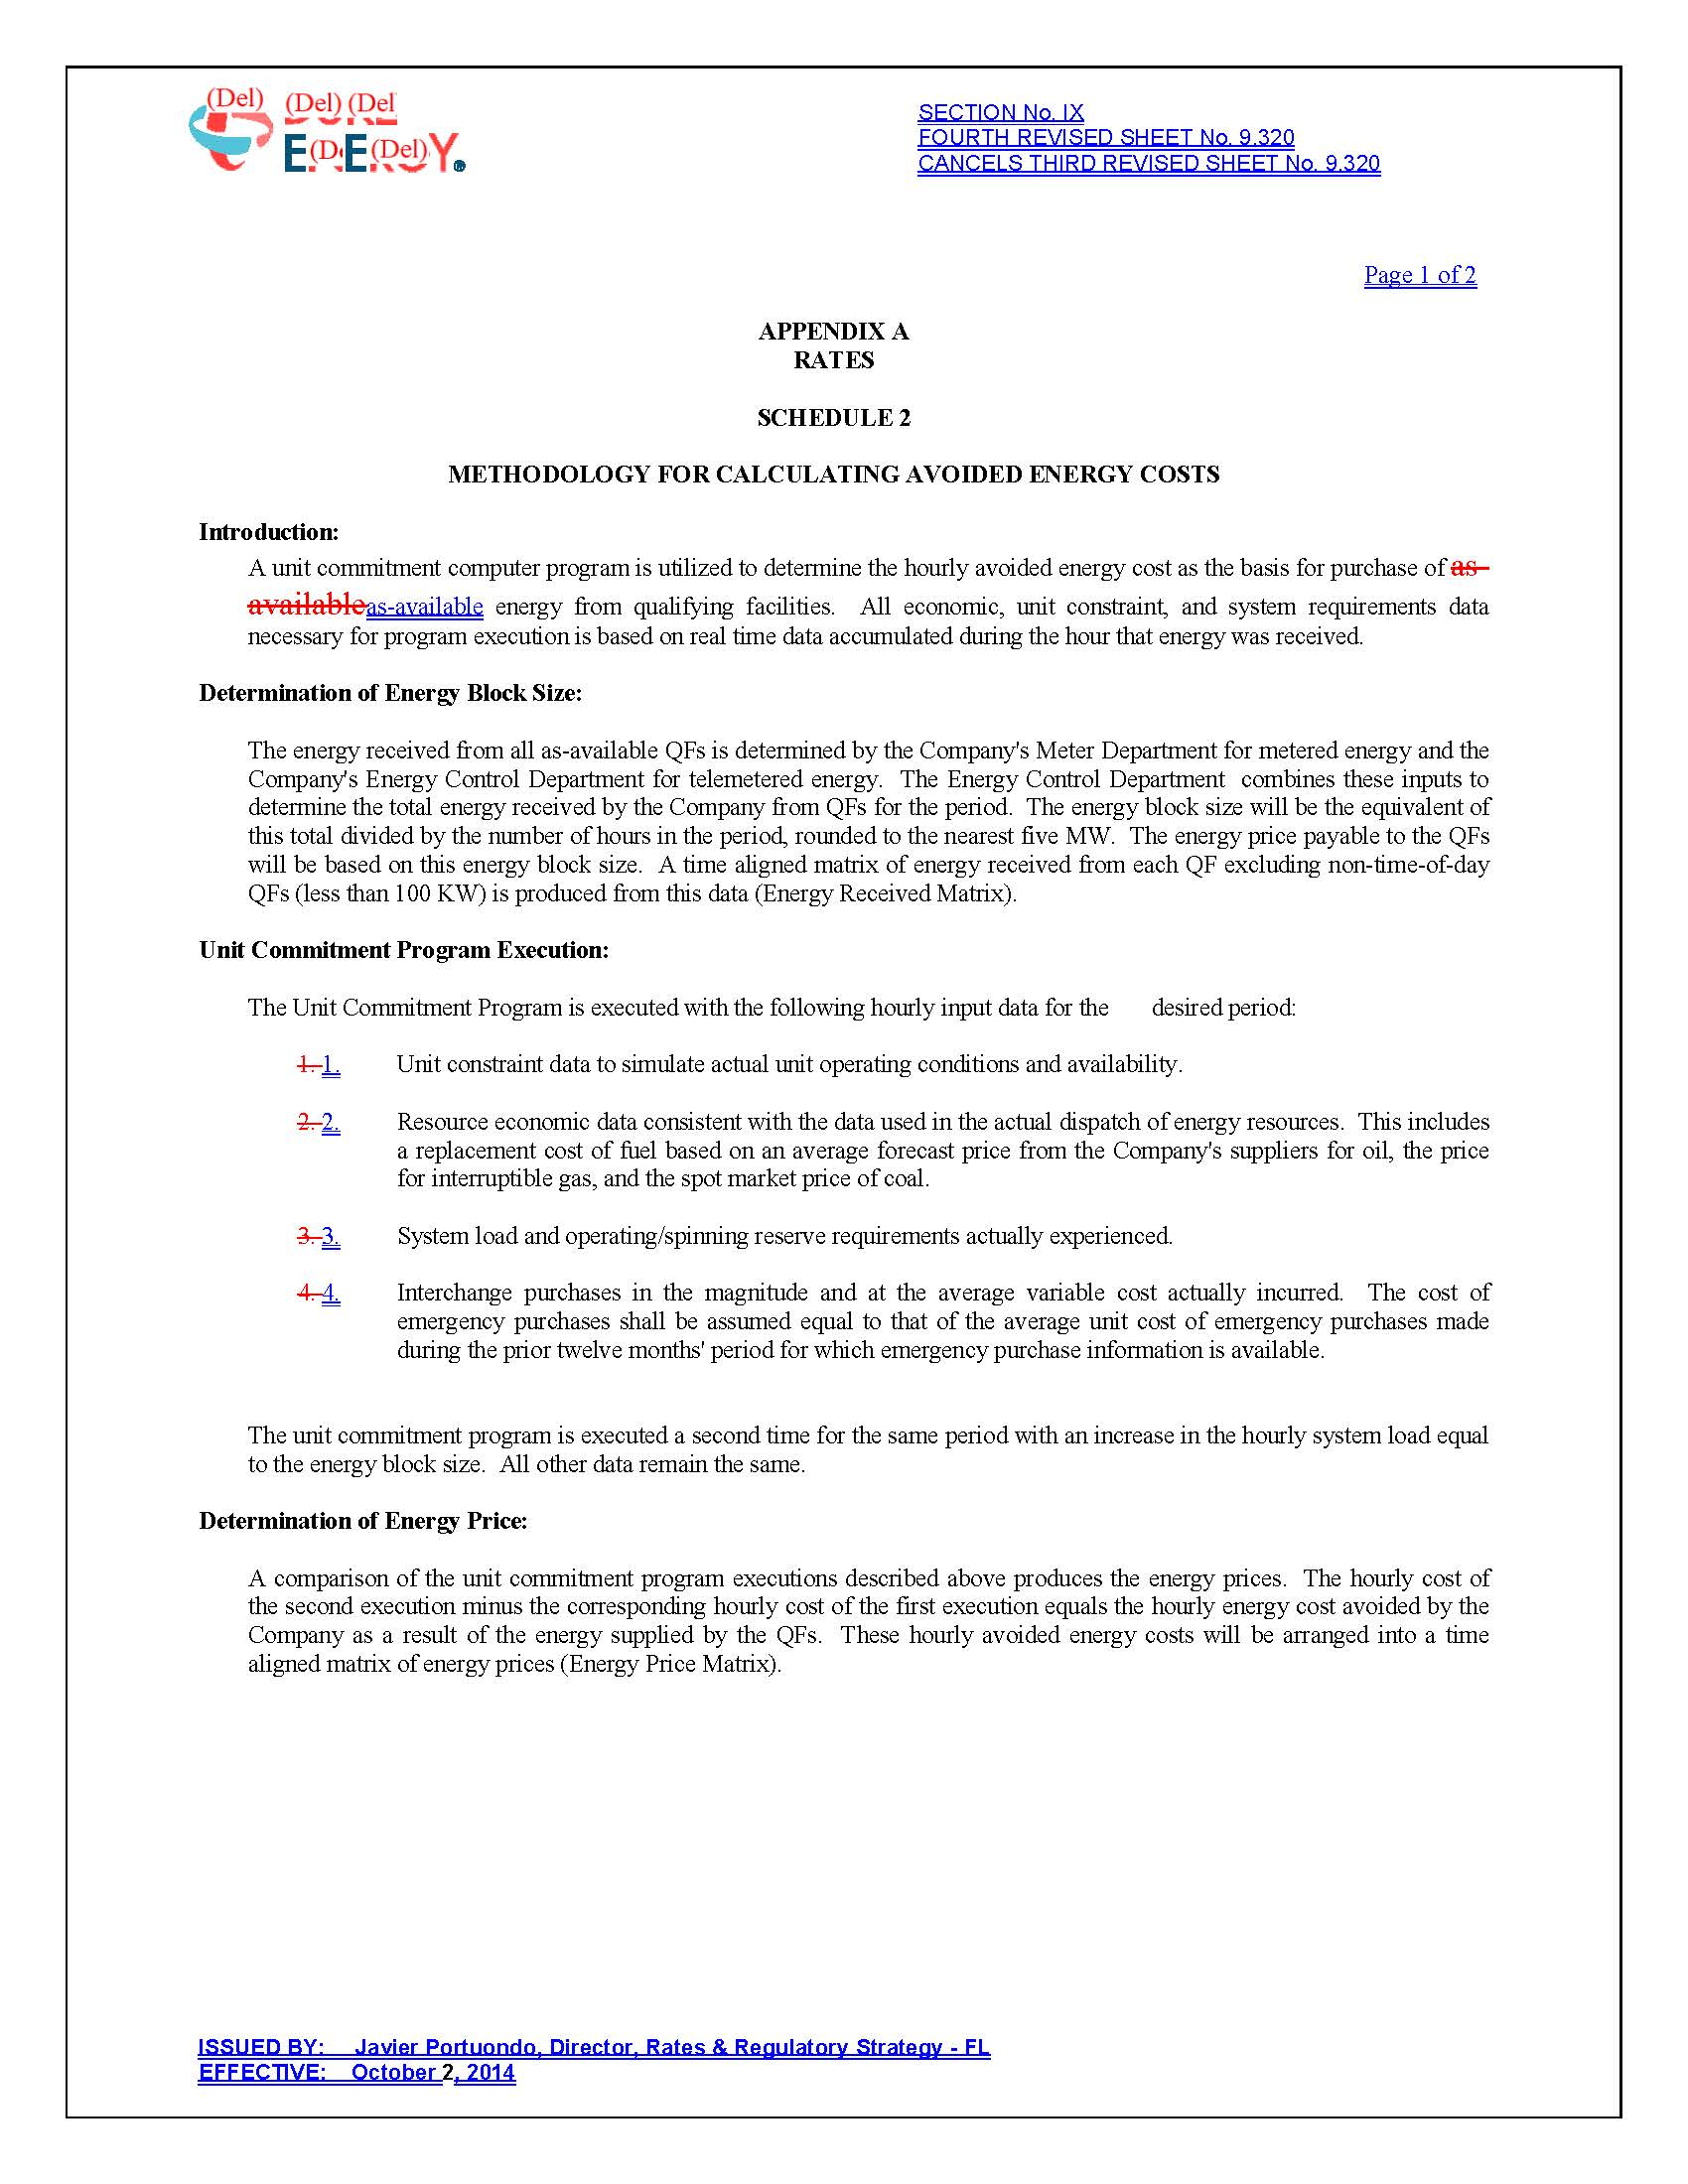 (Del) (Del) (Del
E(DE(Del)Y®
SECTION No. IX
FOURTH REVISED SHEET No. 9.320
CANCELS THIRD REVISED SHEET No. 9.320
Page 1 of 2
APPENDIX A
RATES
SCHEDULE 2
METHODOLOGY FOR CALCULATING AVOIDED ENERGY COSTS
Introduction:
A unit commitment computer program is utilized to determine the hourly avoided energy cost as the basis for purchase of as-
availableas-available energy from qualifying facilities. All economic, unit constraint, and system requirements data
necessary for program execution is based on real time data accumulated during the hour that energy was received.
Determination of Energy Block Size:
The energy received from all as-available QFs is determined by the Company's Meter Department for metered energy and the
Company's Energy Control Department for telemetered energy. The Energy Control Department combines these inputs to
determine the total energy received by the Company from QFs for the period. The energy block size will be the equivalent of
this total divided by the number of hours in the period, rounded to the nearest five MW. The energy price payable to the QFs
will be based on this energy block size. A time aligned matrix of energy received from each QF excluding non-time-of-day
QFs (less than 100 KW) is produced from this data (Energy Received Matrix).
Unit Commitment Program Execution:
The Unit Commitment Program is executed with the following hourly input data for the desired period:
1. 1. Unit constraint data to simulate actual unit operating conditions and availability.
2. 2. Resource economic data consistent with the data used in the actual dispatch of energy resources. This includes
a replacement cost of fuel based on an average forecast price from the Company's suppliers for oil, the price
for interruptible gas, and the spot market price of coal.
3. 3. System load and operating/spinning reserve requirements actually experienced.
4. 4. Interchange purchases in the magnitude and at the average variable cost actually incurred. The cost of
emergency purchases shall be assumed equal to that of the average unit cost of emergency purchases made
during the prior twelve months' period for which emergency purchase information is available.
The unit commitment program is executed a second time for the same period with an increase in the hourly system load equal
to the energy block size. All other data remain the same.
Determination of Energy Price:
A comparison of the unit commitment program executions described above produces the energy prices. The hourly cost of
the second execution minus the corresponding hourly cost of the first execution equals the hourly energy cost avoided by the
Company as a result of the energy supplied by the QFs. These hourly avoided energy costs will be arranged into a time
aligned matrix of energy prices (Energy Price Matrix).
ISSUED BY: Javier Portuondo, Director, Rates & Regulatory Strategy - FL
EFFECTIVE: October 2, 2014